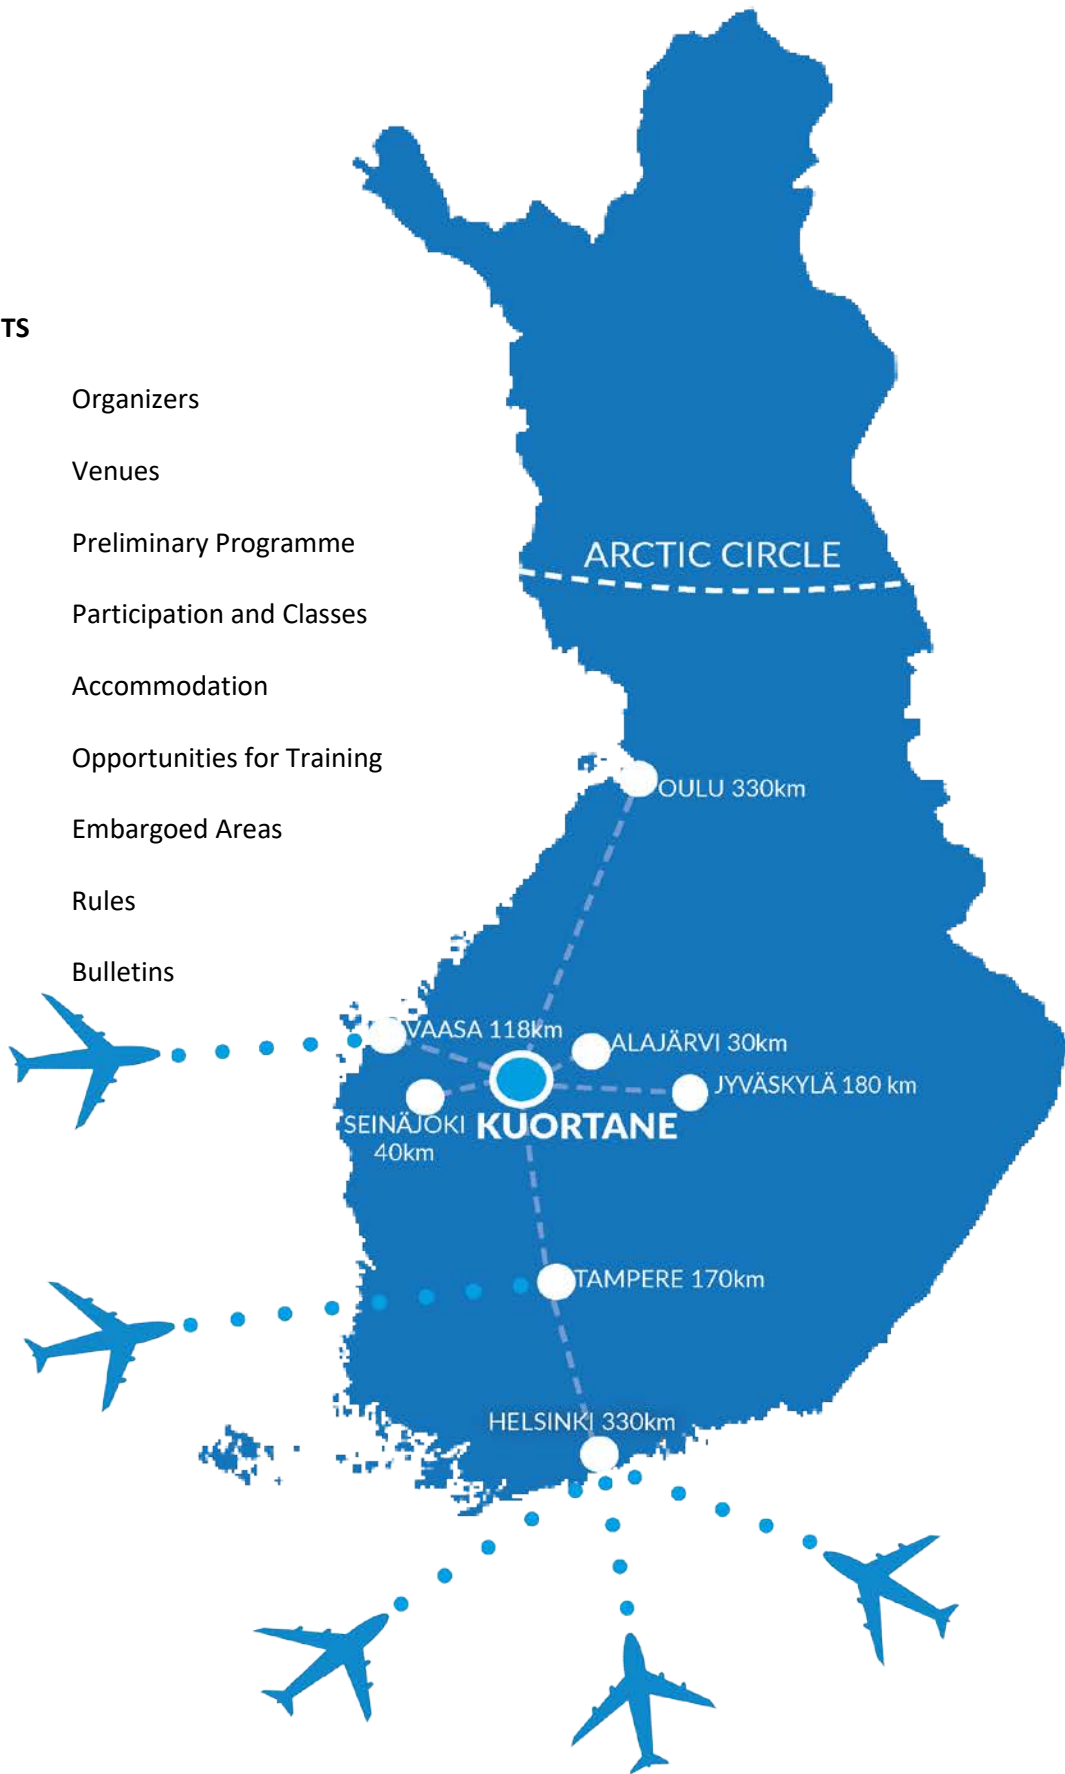 TS
Organizers
Venues
Preliminary Programme
Participation and Classes
Accommodation
Opportunities for Training
Embargoed Areas
Rules
Bulletins
ARCTIC CIRCLE
OULU 330km
VAASA 118km
ALAJÄRVI 30km
JYVÄSKYLÄ 180 km
SEINÄJOKI
40km
KUORTANE
TAMPERE 170km
HELSINKI 330km